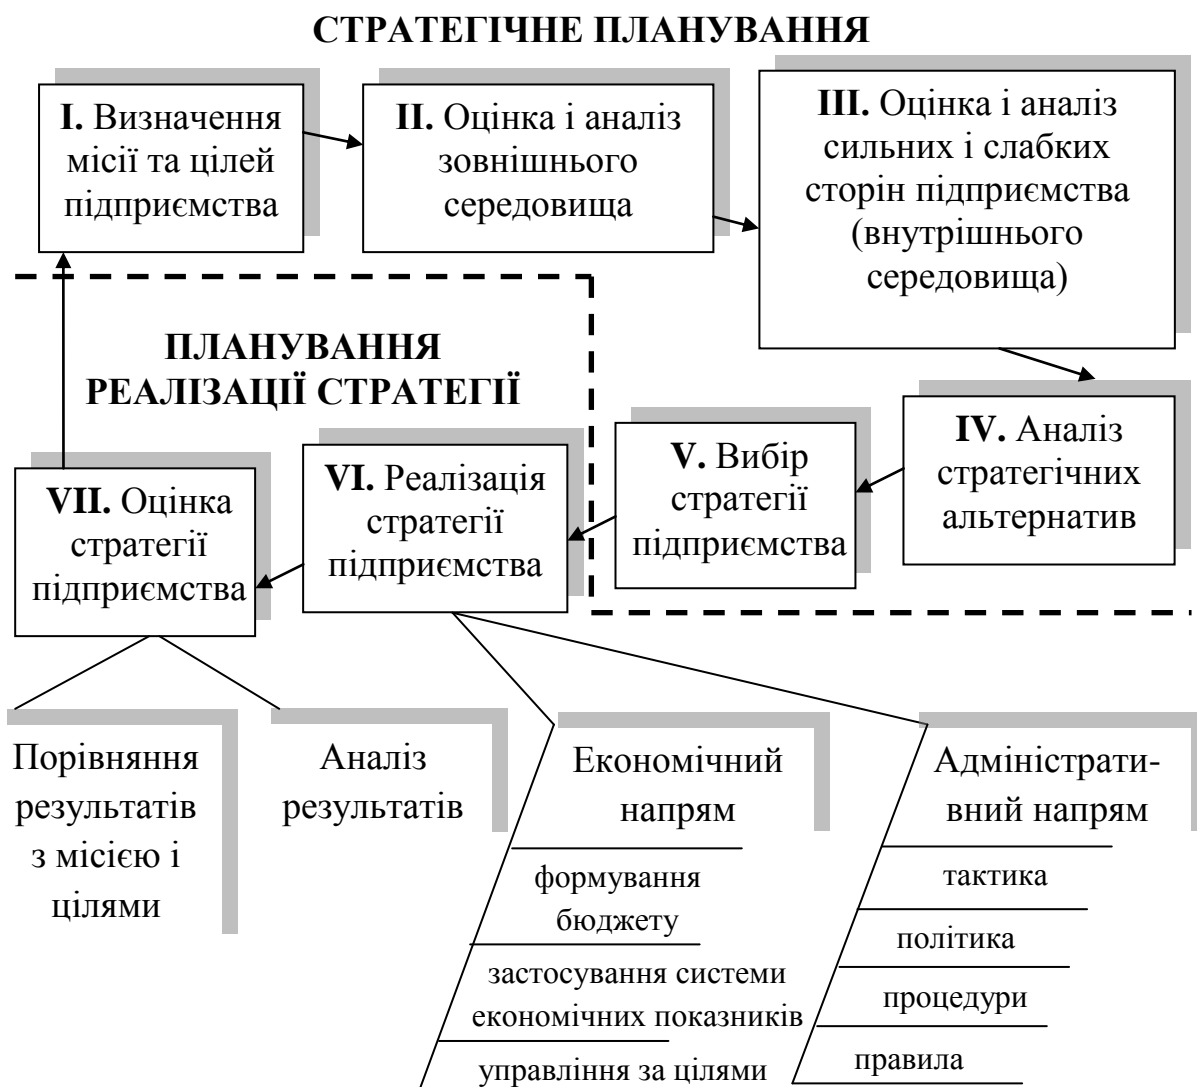 СТРАТЕГІЧНЕ ПЛАНУВАННЯ
I. Визначення
місії та цілей
підприємства
II. Оцінка і аналіз
зовнішнього
середовища
III. Оцінка і аналіз
сильних і слабких
сторін підприємства
(внутрішнього
середовища)
ПЛАНУВАННЯ
РЕАЛІЗАЦІЇ СТРАТЕГІЇ
IV. Аналіз
стратегічних
альтернатив
V. Вибір
стратегії
підприємства
VI. Реалізація
стратегії
підприємства
VII. Оцінка
стратегії
підприємства
Порівняння
результатів
з місією і
цілями
Аналіз
результатів
Економічний
напрям
формування
бюджету
застосування системи
економічних показників
управління за цілями
Адміністрати-
вний напрям
тактика
політика
процедури
правила